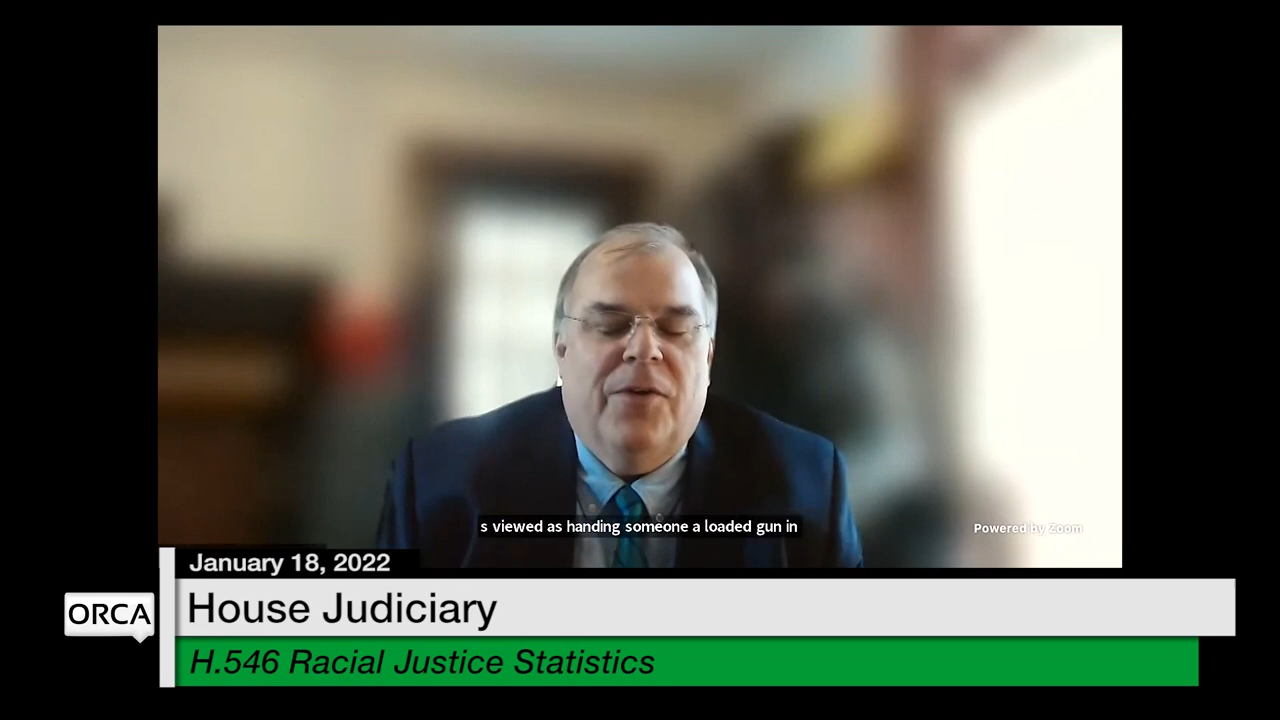 s viewed as handing someone a loaded gun in
Powered by Zoom
January 18, 2022
ORCA
House Judiciary
H.546 Racial Justice Statistics